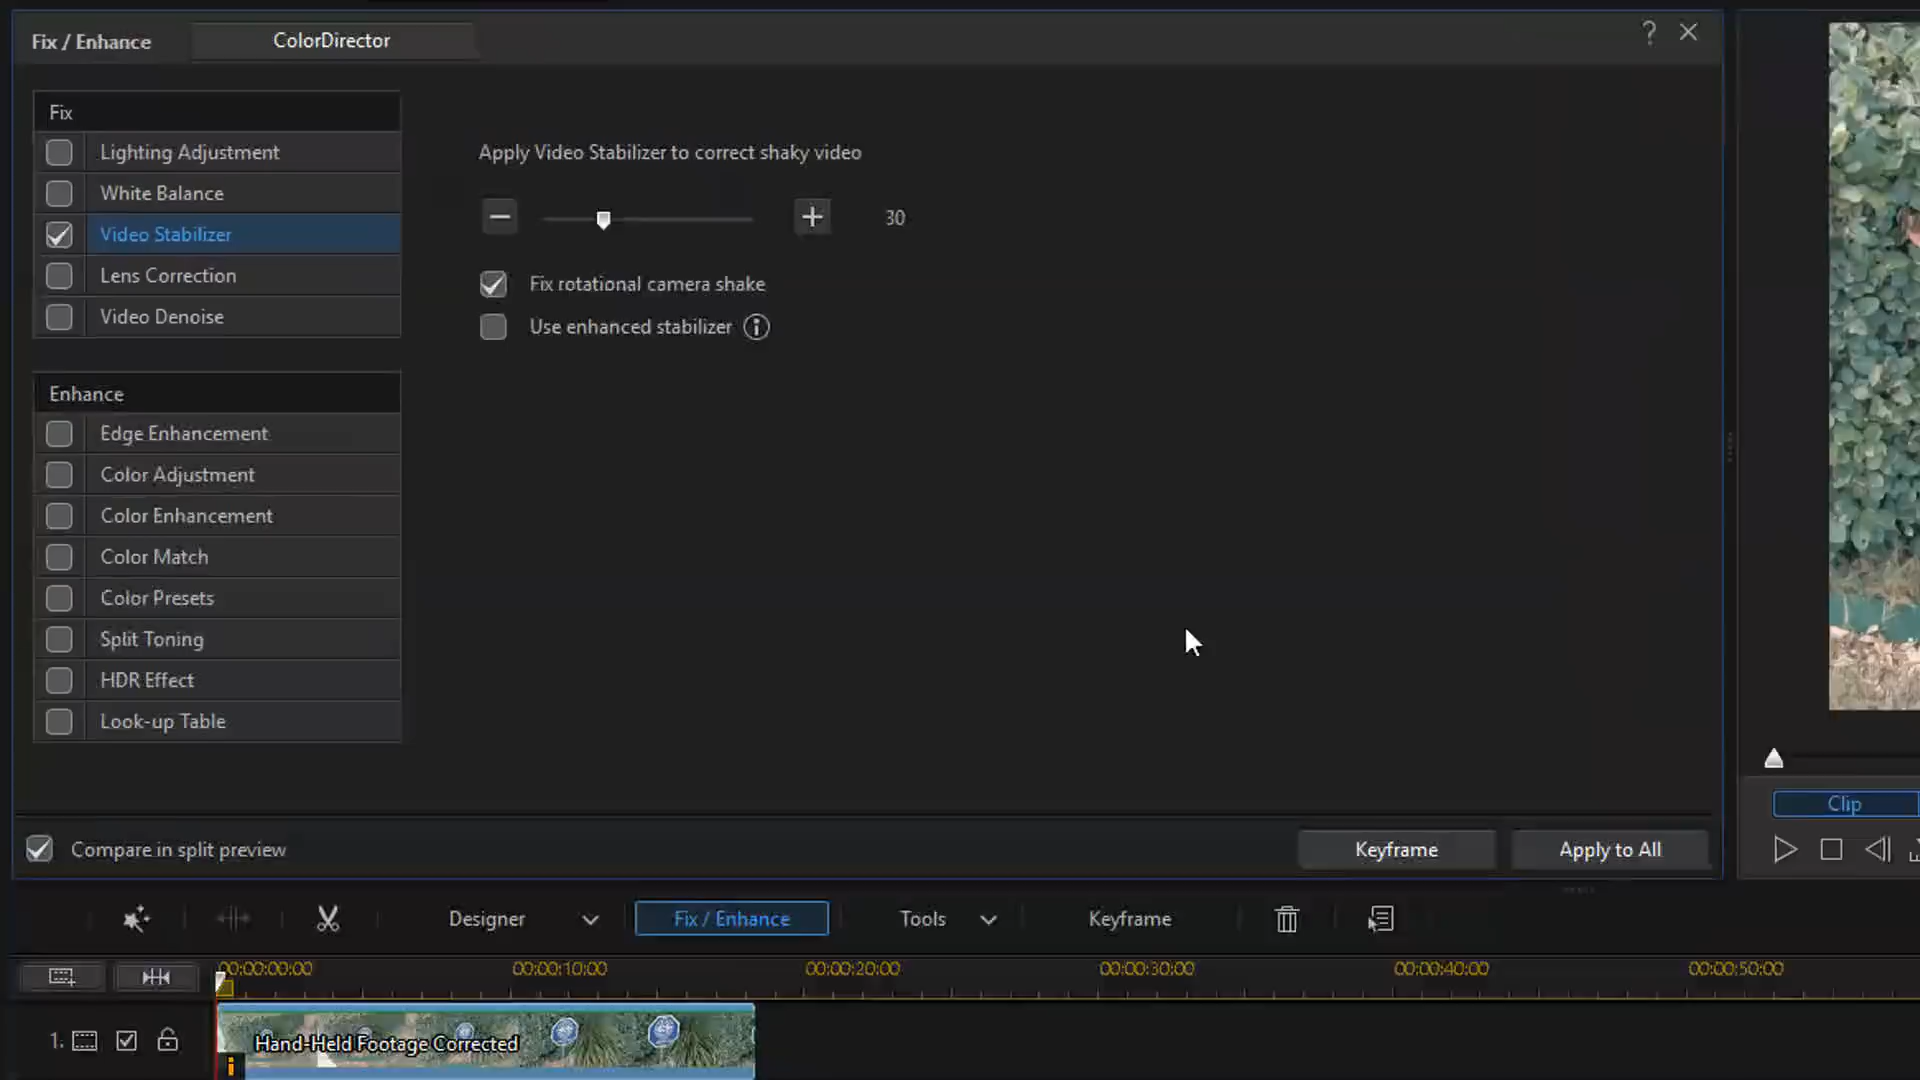 Fix / Enhance
ColorDirector
?
Fix
Lighting Adjustment
White Balance
Video Stabilizer
Lens Correction
Video Denoise
Apply Video Stabilizer to correct shaky video
30
Fix rotational camera shake
Use enhanced stabilizer
Enhance
Edge Enhancement
Color Adjustment
Color Enhancement
Color Match
Color Presets
Split Toning
HDR Effect
Look-up Table
Compare in split preview
Keyframe
Apply to All
Clip
Designer
Fix / Enhance
Tools
Keyframe
00:00:00:00
00:00:10:00
00:00:20:00
00:00:30:00
00:00:40:00
00:00:50:00
1.
Hand-Held Footage Corrected